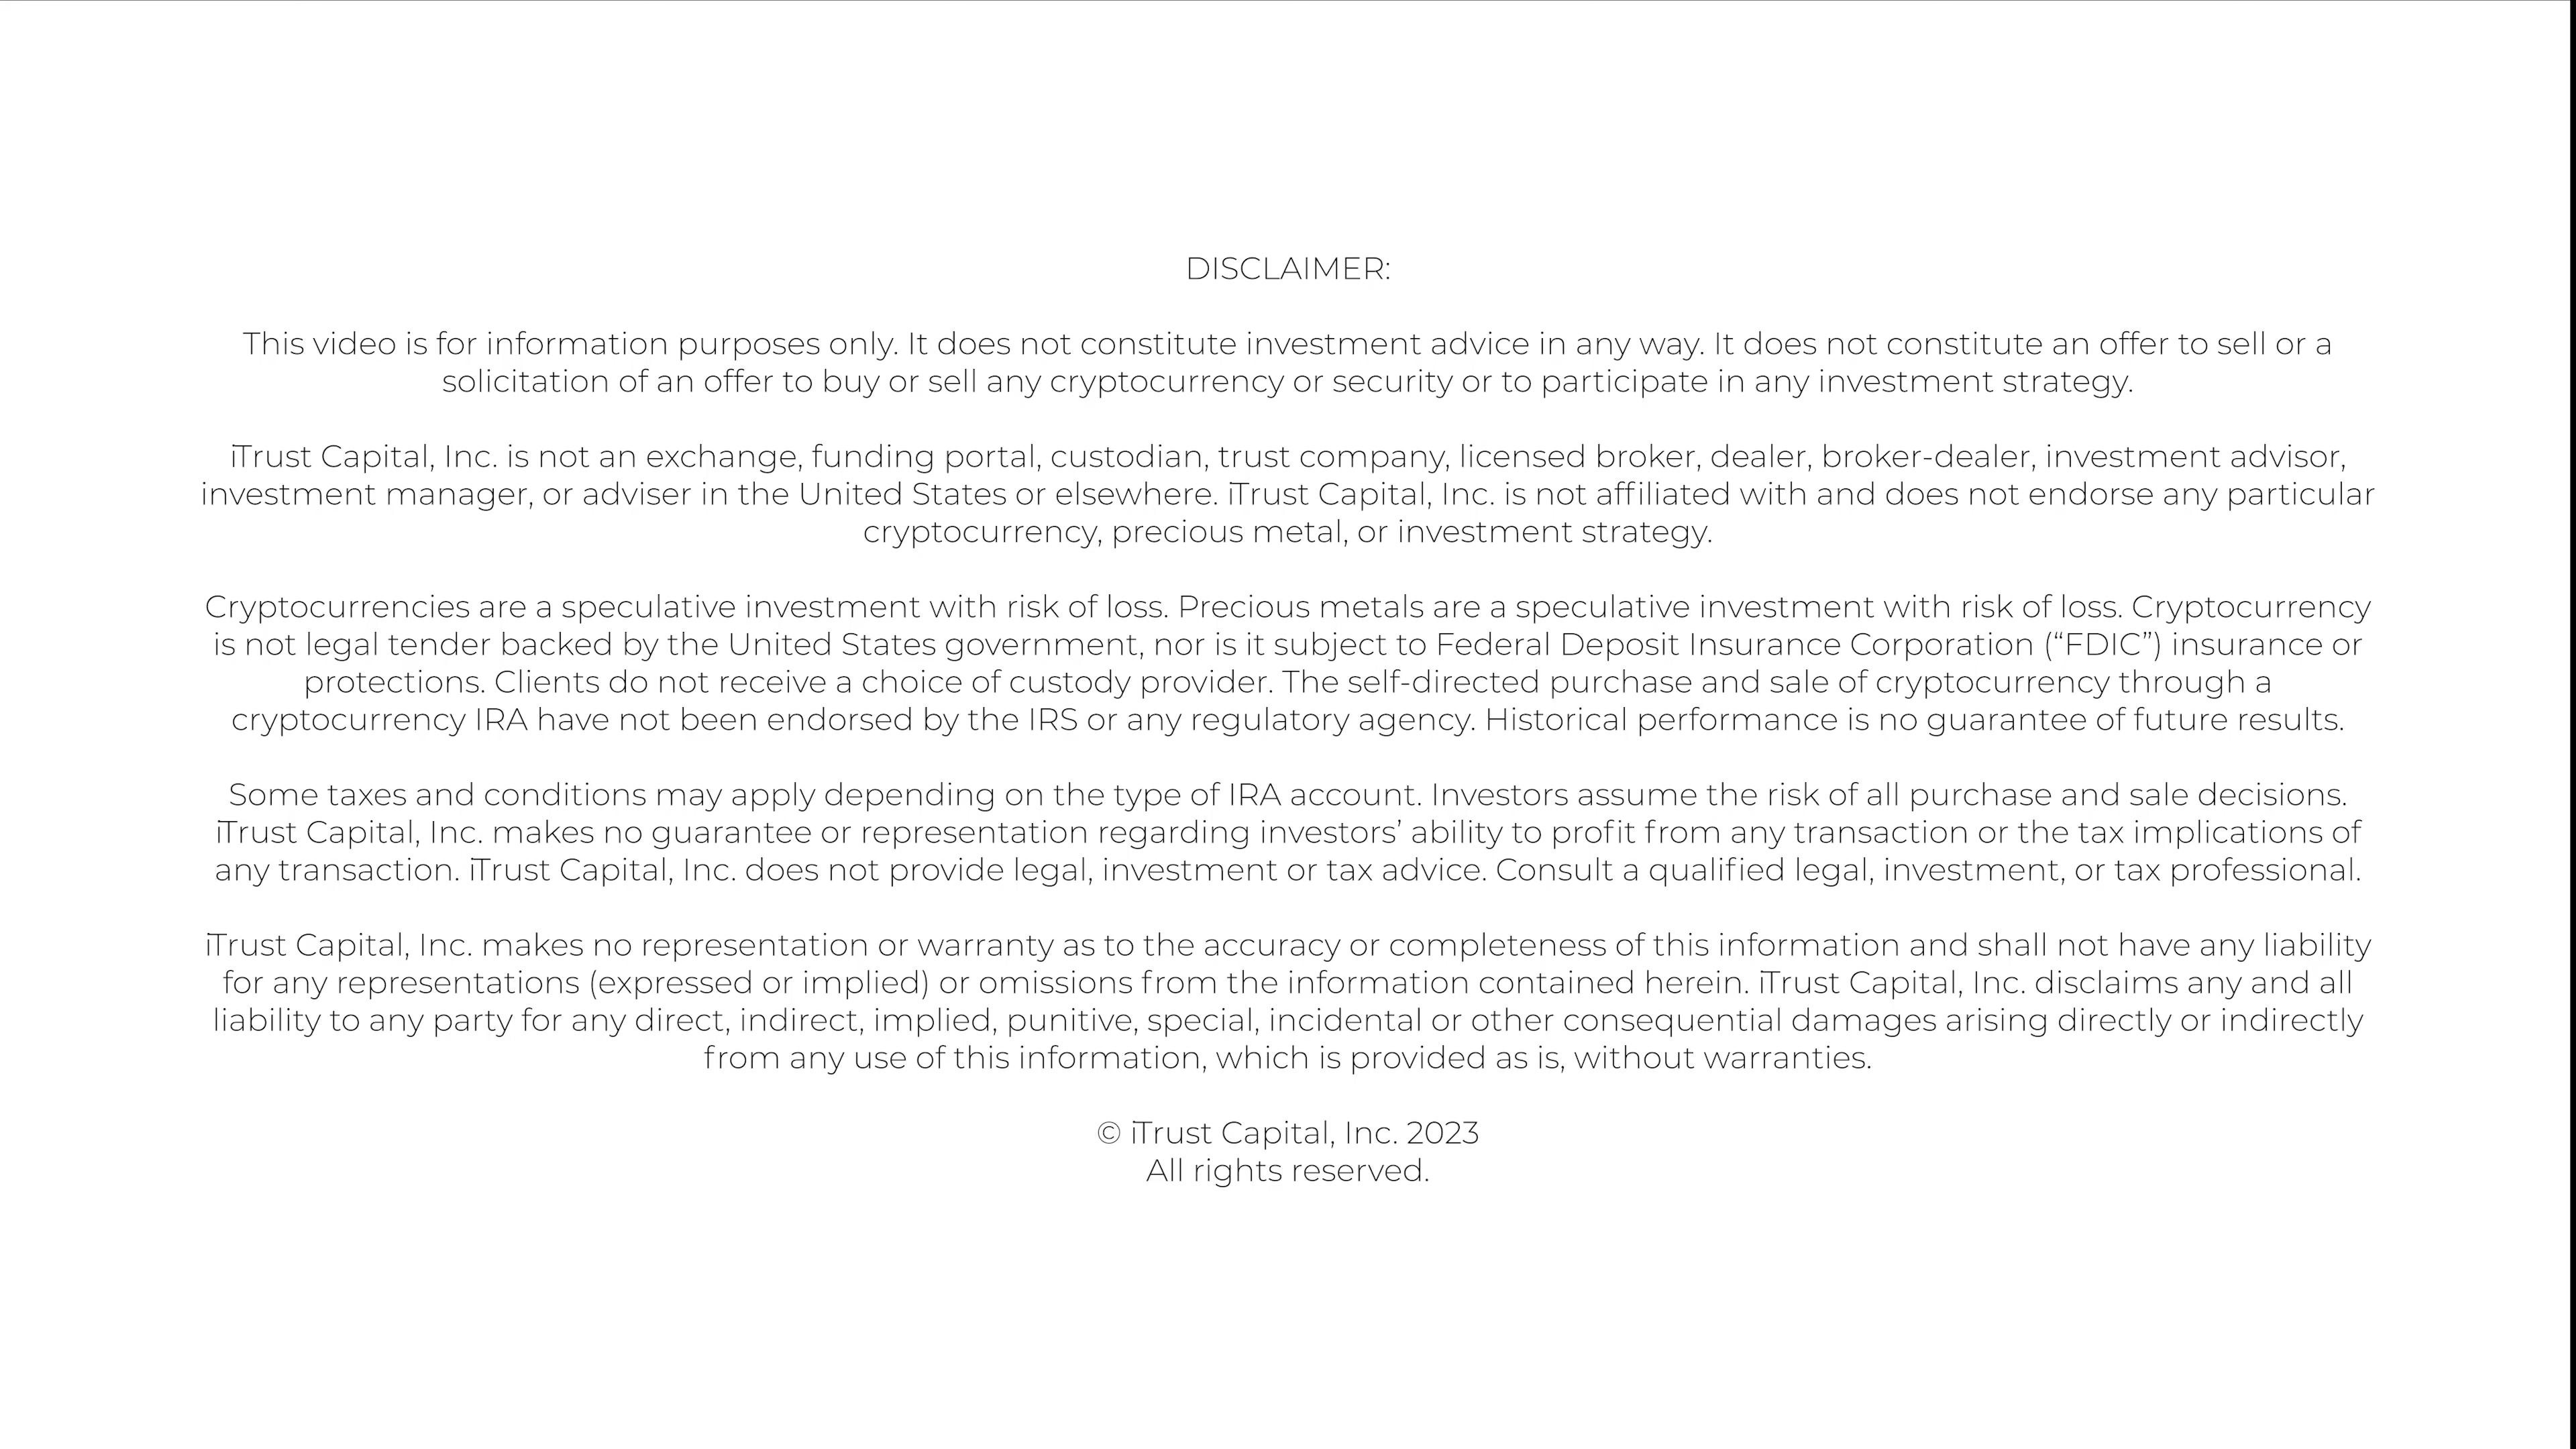 DISCLAIMER:
This video is for information purposes only. It does not constitute investment advice in any way. It does not constitute an offer to sell or a
solicitation of an offer to buy or sell any cryptocurrency or security or to participate in any investment strategy.
iTrust Capital, Inc. is not an exchange, funding portal, custodian, trust company, licensed broker, dealer, broker-dealer, investment advisor,
investment manager, or adviser in the United States or elsewhere. iTrust Capital, Inc. is not affiliated with and does not endorse any particular
cryptocurrency, precious metal, or investment strategy.
Cryptocurrencies are a speculative investment with risk of loss. Precious metals are a speculative investment with risk of loss. Cryptocurrency
is not legal tender backed by the United States government, nor is it subject to Federal Deposit Insurance Corporation (“FDIC”) insurance or
protections. Clients do not receive a choice of custody provider. The self-directed purchase and sale of cryptocurrency through a
cryptocurrency IRA have not been endorsed by the IRS or any regulatory agency. Historical performance is no guarantee of future results.
Some taxes and conditions may apply depending on the type of IRA account. Investors assume the risk of all purchase and sale decisions.
iTrust Capital, Inc. makes no guarantee or representation regarding investors’ ability to profit from any transaction or the tax implications of
any transaction. iTrust Capital, Inc. does not provide legal, investment or tax advice. Consult a qualified legal, investment, or tax professional.
iTrust Capital, Inc. makes no representation or warranty as to the accuracy or completeness of this information and shall not have any liability
for any representations (expressed or implied) or omissions from the information contained herein. iTrust Capital, Inc. disclaims any and all
liability to any party for any direct, indirect, implied, punitive, special, incidental or other consequential damages arising directly or indirectly
from any use of this information, which is provided as is, without warranties.
© iTrust Capital, Inc. 2023
All rights reserved.